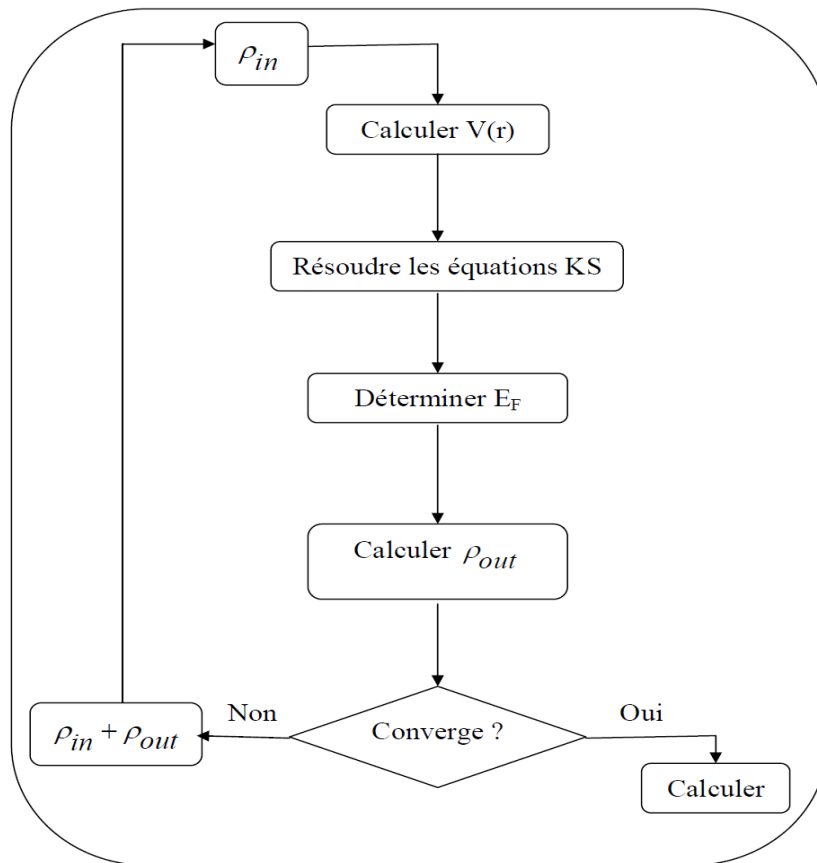 ρin
Calculer V(r)
Résoudre les équations KS
Déterminer EF
Calculer ρout
Non
Converge ?
Oui
ρin + ρout
Calculer